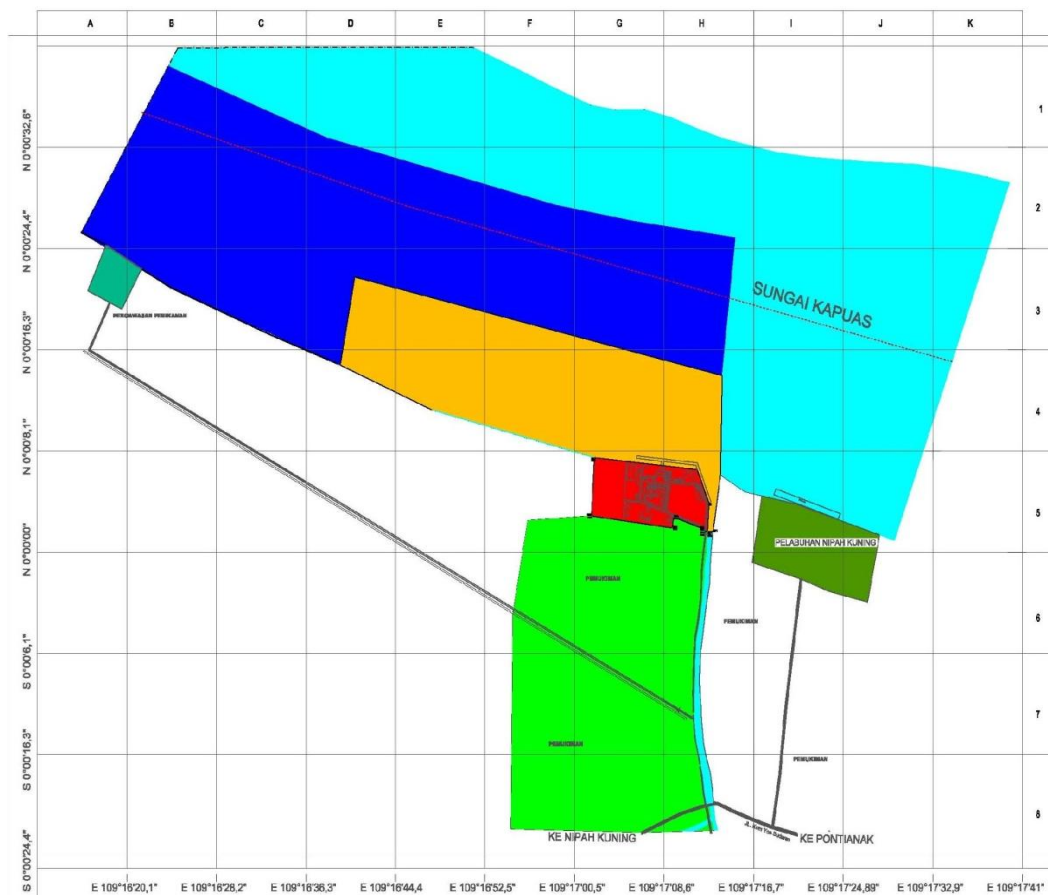 A B C D E F G H I J K
1
N 0°00'32,6"
2
N 0°00'24,4"
SUNGAI KAPUAS
3
PENGAWASAN PERIKANAN
N 0°00'16,3"
4
N 0°00'8,1"
5
PELABUHAN NIPAH KUNING
N 0°00'00"
PEMUKIMAN
6
PEMUKIMAN
S 0°00'6,1"
7
PEMUKIMAN
S 0°00'16,3"
PEMUKIMAN
8
KE NIPAH KUNING
KE PONTIANAK
S 0°00'24,4"
E 109°16'20,1" E 109°16'28,2" E 109°16'36,3" E 109°16'44,4 E 109°16'52,5" E 109°17'00,5" E 109°17'08,6" E 109°17'16,7" E 109°17'24,89" E 109°17'32,9" E 109°17'41